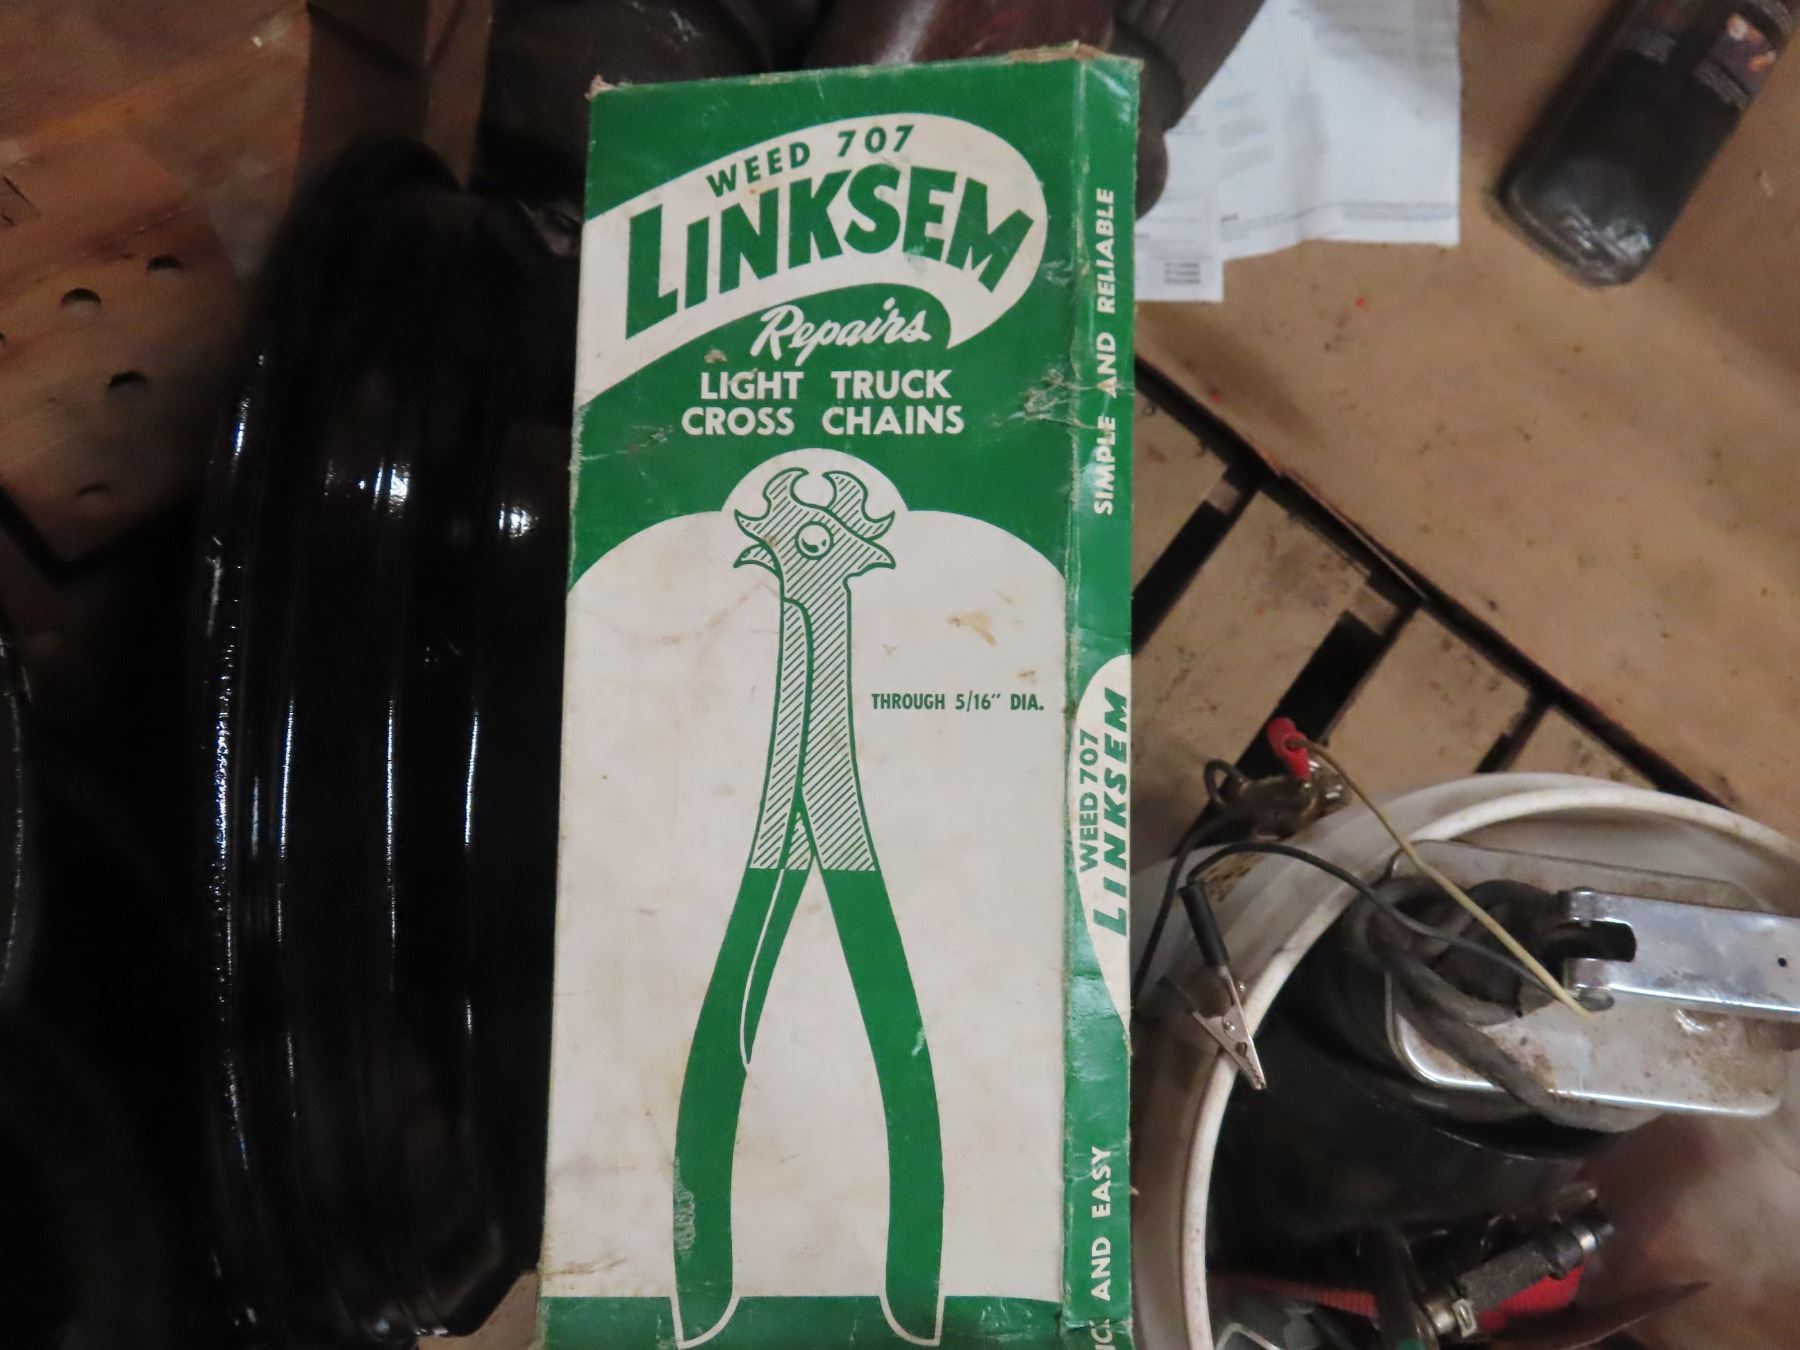 WEED 707
LINKSEM
Repairs
LIGHT TRUCK
CROSS CHAINS
THROUGH 5/16" DIA.
SIMPLE AND RELIABLE
WEED 707
LINKSEM
AND EASY